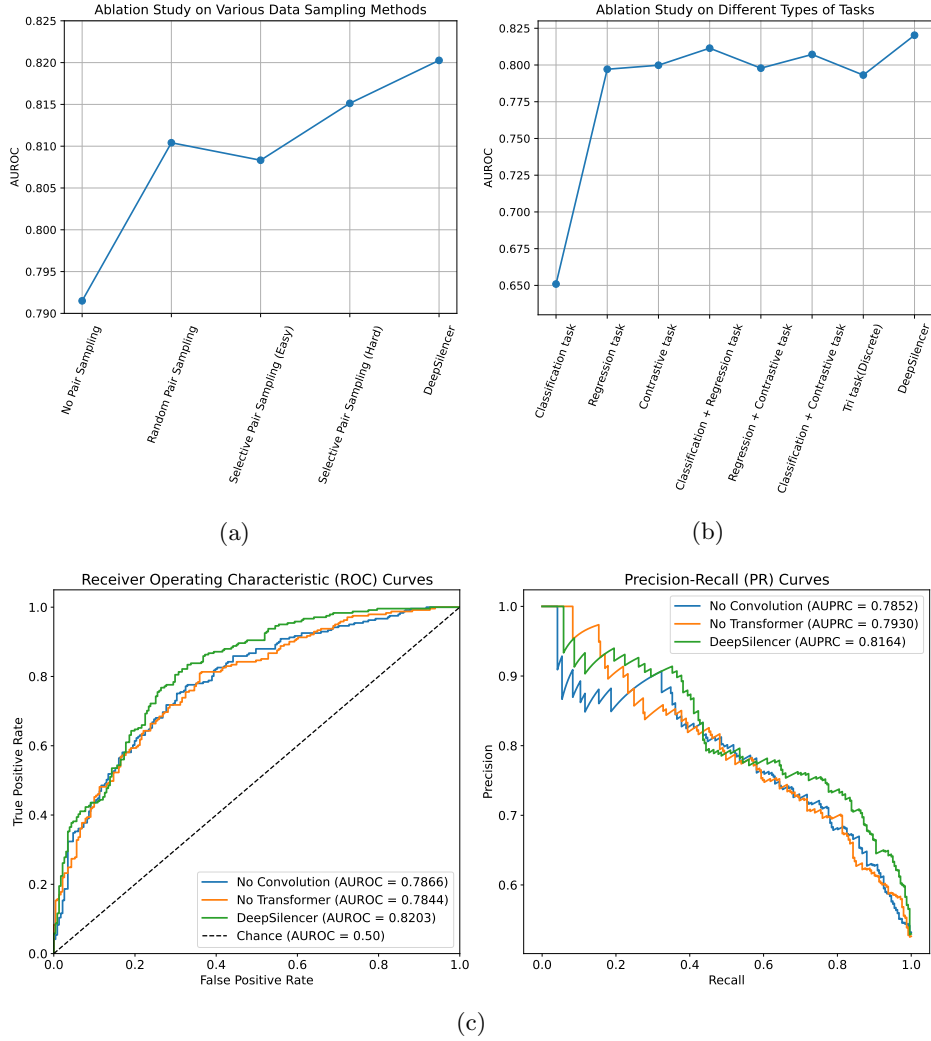 Ablation Study on Various Data Sampling Methods
0.825
0.820
0.815
0.810
0.805
0.800
0.795
0.790
AUROC
No Pair Sampling
Random Pair Sampling
Selective Pair Sampling (Easy)
Selective Pair Sampling (Hard)
DeepSilencer
(a)
Ablation Study on Different Types of Tasks
0.825
0.800
0.775
0.750
0.725
0.700
0.675
0.650
AUROC
Classification task
Regression task
Contrastive task
Classification + Regression task
Regression + Contrastive task
Classification + Contrastive task
Tri task(Discrete)
DeepSilencer
(b)
Receiver Operating Characteristic (ROC) Curves
1.0
0.8
0.6
0.4
0.2
0.0
True Positive Rate
No Convolution (AUROC = 0.7866)
No Transformer (AUROC = 0.7844)
DeepSilencer (AUROC = 0.8203)
Chance (AUROC = 0.50)
0.0 0.2 0.4 0.6 0.8 1.0
False Positive Rate
Precision-Recall (PR) Curves
No Convolution (AUPRC = 0.7852)
No Transformer (AUPRC = 0.7930)
DeepSilencer (AUPRC = 0.8164)
1.0
0.9
0.8
0.7
0.6
Precision
0.0 0.2 0.4 0.6 0.8 1.0
Recall
(c)